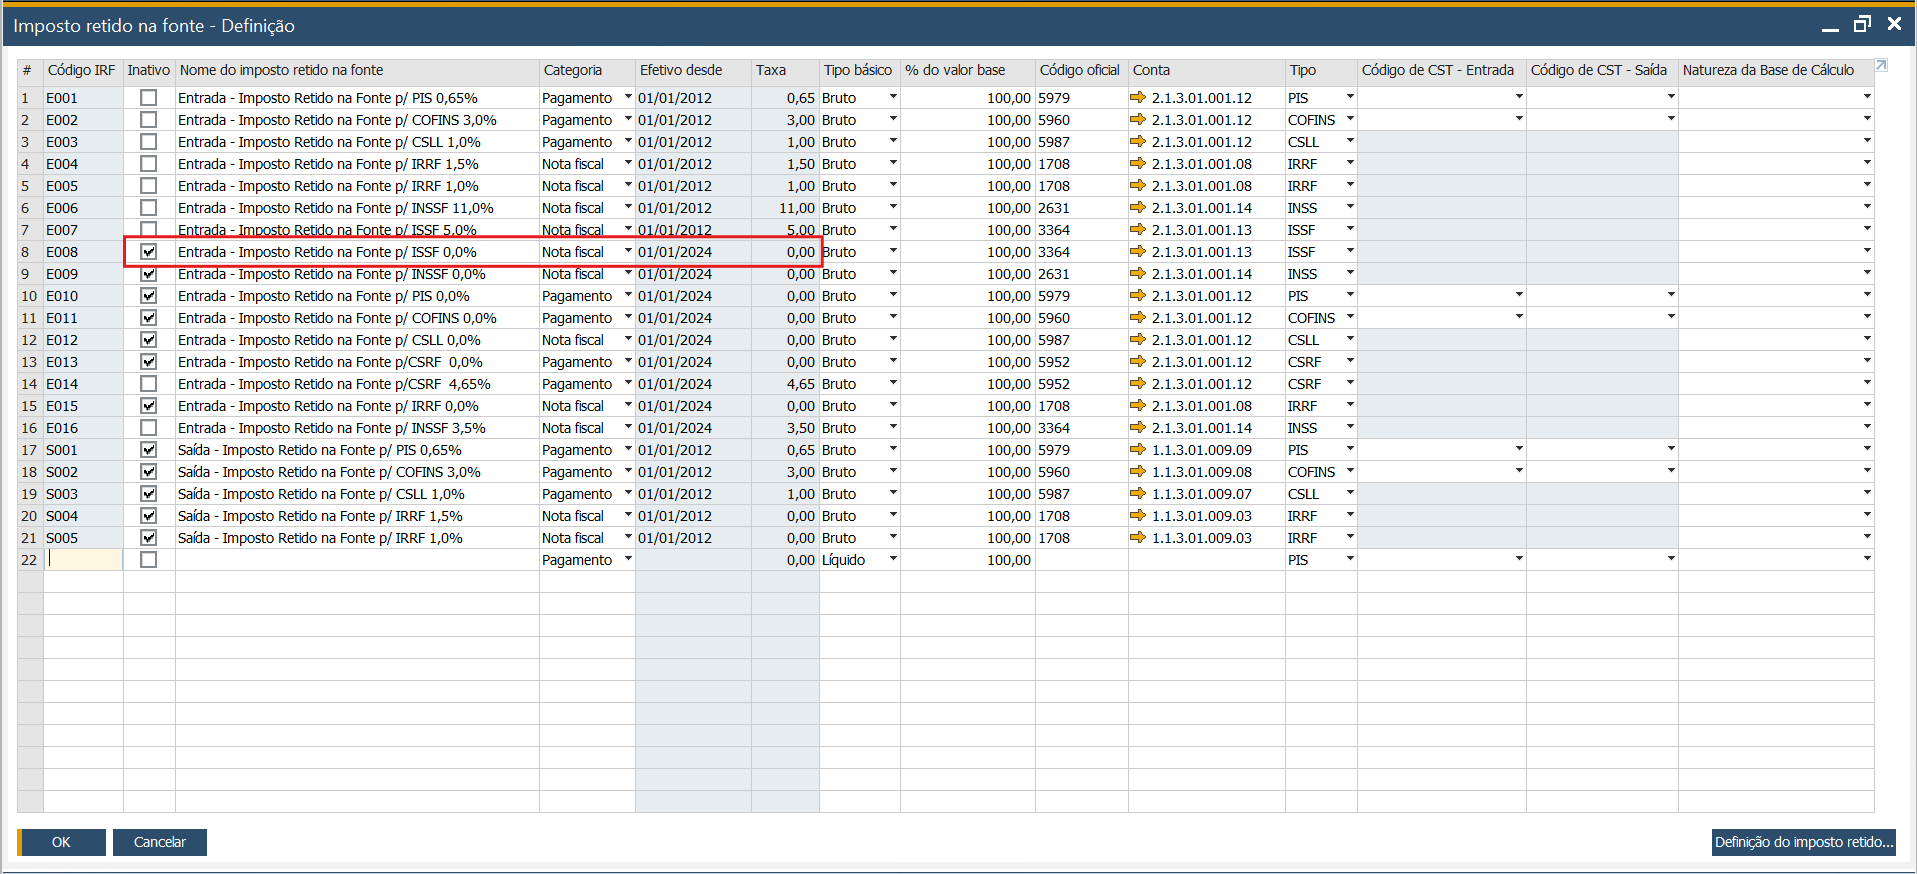 Imposto retido na fonte - Definição
# Código IRF Inativo Nome do imposto retido na fonte Categoria Efetivo desde Taxa Tipo básico % do valor base Código oficial Conta Tipo Código de CST - Entrada Código de CST - Saída Natureza da Base de Cálculo
1 E001 Entrada - Imposto Retido na Fonte p/ PIS 0,65% Pagamento 01/01/2012 0,65 Bruto 100,00 5979 2.1.3.01.001.12 PIS
2 E002 Entrada - Imposto Retido na Fonte p/ COFINS 3,0% Pagamento 01/01/2012 3,00 Bruto 100,00 5960 2.1.3.01.001.12 COFINS
3 E003 Entrada - Imposto Retido na Fonte p/ CSLL 1,0% Pagamento 01/01/2012 1,00 Bruto 100,00 5987 2.1.3.01.001.12 CSLL
4 E004 Entrada - Imposto Retido na Fonte p/ IRRF 1,5% Nota fiscal 01/01/2012 1,50 Bruto 100,00 1708 2.1.3.01.001.08 IRRF
5 E005 Entrada - Imposto Retido na Fonte p/ IRRF 1,0% Nota fiscal 01/01/2012 1,00 Bruto 100,00 1708 2.1.3.01.001.08 IRRF
6 E006 Entrada - Imposto Retido na Fonte p/ INSSF 11,0% Nota fiscal 01/01/2012 11,00 Bruto 100,00 2631 2.1.3.01.001.14 INSS
7 E007 Entrada - Imposto Retido na Fonte p/ ISSF 5,0% Nota fiscal 01/01/2012 5,00 Bruto 100,00 3364 2.1.3.01.001.13 ISSF
8 E008 Entrada - Imposto Retido na Fonte p/ ISSF 0,0% Nota fiscal 01/01/2024 0,00 Bruto 100,00 3364 2.1.3.01.001.13 ISSF
9 E009 Entrada - Imposto Retido na Fonte p/ INSSF 0,0% Nota fiscal 01/01/2024 0,00 Bruto 100,00 2631 2.1.3.01.001.14 INSS
10 E010 Entrada - Imposto Retido na Fonte p/ PIS 0,0% Pagamento 01/01/2024 0,00 Bruto 100,00 5979 2.1.3.01.001.12 PIS
11 E011 Entrada - Imposto Retido na Fonte p/ COFINS 0,0% Pagamento 01/01/2024 0,00 Bruto 100,00 5960 2.1.3.01.001.12 COFINS
12 E012 Entrada - Imposto Retido na Fonte p/ CSLL 0,0% Nota fiscal 01/01/2024 0,00 Bruto 100,00 5987 2.1.3.01.001.12 CSLL
13 E013 Entrada - Imposto Retido na Fonte p/CSRF 0,0% Pagamento 01/01/2024 0,00 Bruto 100,00 5952 2.1.3.01.001.12 CSRF
14 E014 Entrada - Imposto Retido na Fonte p/CSRF 4,65% Pagamento 01/01/2024 4,65 Bruto 100,00 5952 2.1.3.01.001.12 CSRF
15 E015 Entrada - Imposto Retido na Fonte p/ IRRF 0,0% Nota fiscal 01/01/2024 0,00 Bruto 100,00 1708 2.1.3.01.001.08 IRRF
16 E016 Entrada - Imposto Retido na Fonte p/ INSSF 3,5% Nota fiscal 01/01/2024 3,50 Bruto 100,00 3364 2.1.3.01.001.14 INSS
17 S001 Saída - Imposto Retido na Fonte p/ PIS 0,65% Pagamento 01/01/2012 0,65 Bruto 100,00 5979 1.1.3.01.009.09 PIS
18 S002 Saída - Imposto Retido na Fonte p/ COFINS 3,0% Pagamento 01/01/2012 3,00 Bruto 100,00 5960 1.1.3.01.009.08 COFINS
19 S003 Saída - Imposto Retido na Fonte p/ CSLL 1,0% Pagamento 01/01/2012 1,00 Bruto 100,00 5987 1.1.3.01.009.07 CSLL
20 S004 Saída - Imposto Retido na Fonte p/ IRRF 1,5% Nota fiscal 01/01/2012 0,00 Bruto 100,00 1708 1.1.3.01.009.03 IRRF
21 S005 Saída - Imposto Retido na Fonte p/ IRRF 1,0% Nota fiscal 01/01/2012 0,00 Bruto 100,00 1708 1.1.3.01.009.03 IRRF
22 Pagamento 0,00 Líquido 100,00 PIS
OK Cancelar Definição do imposto retido...